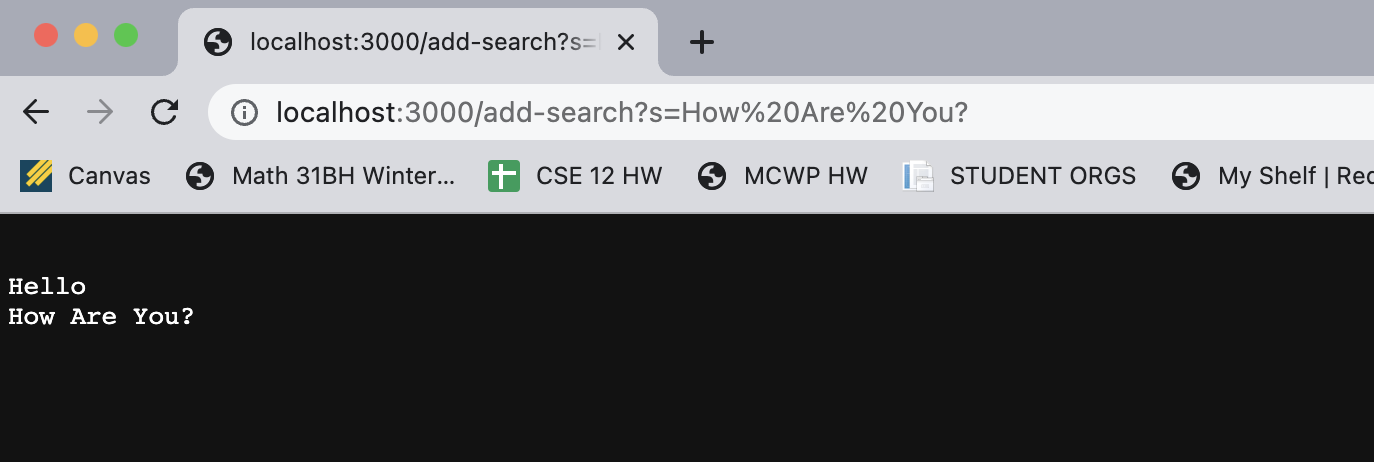 localhost:3000/add-search?s=
localhost:3000/add-search?s=How%20Are%20You?
Canvas Math 31BH Winter... CSE 12 HW MCWP HW STUDENT ORGS My Shelf | Rec
Hello
How Are You?